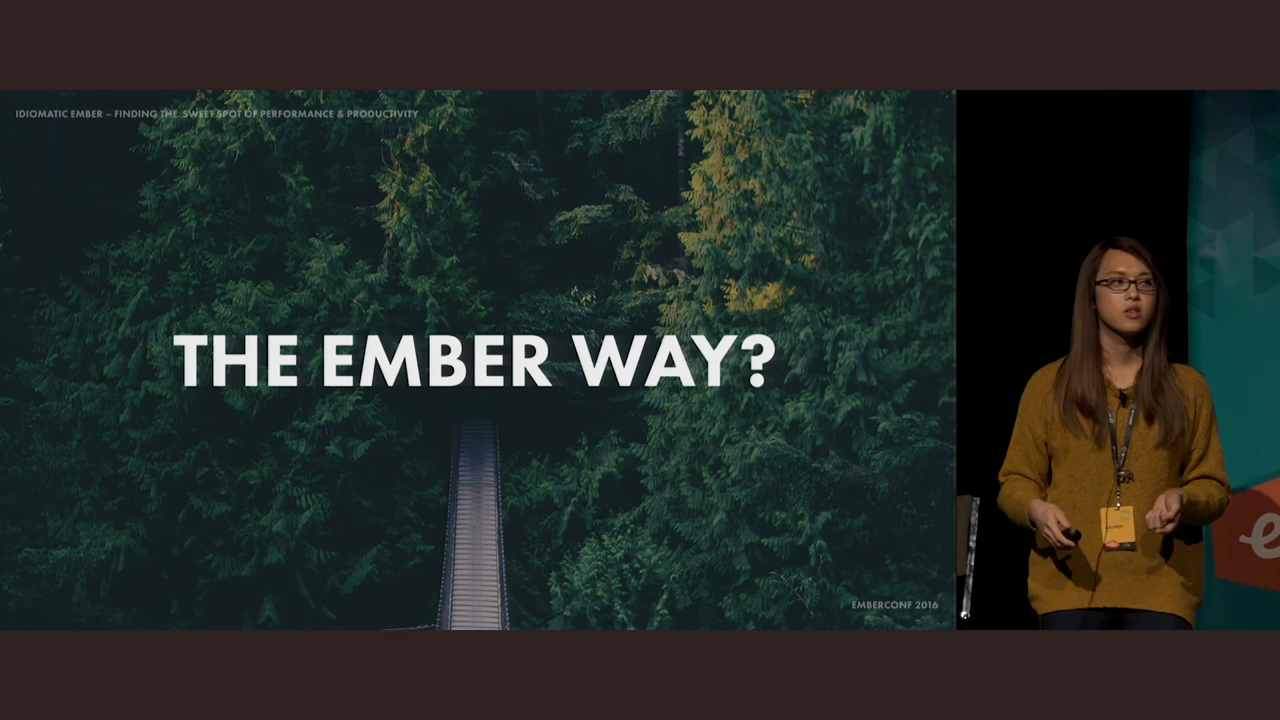 IDIOMATIC EMBER – FINDING THE SWEET SPOT OF PERFORMANCE & PRODUCTIVITY
THE EMBER WAY?
EMBERCONF 2016
e